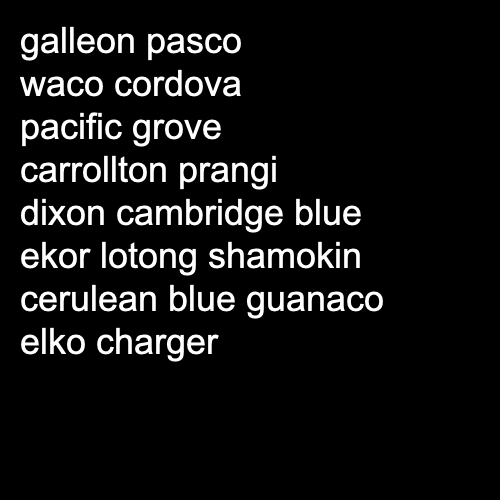 galleon pasco
waco cordova
pacific grove
carrollton prangi
dixon cambridge blue
ekor lotong shamokin
cerulean blue guanaco
elko charger